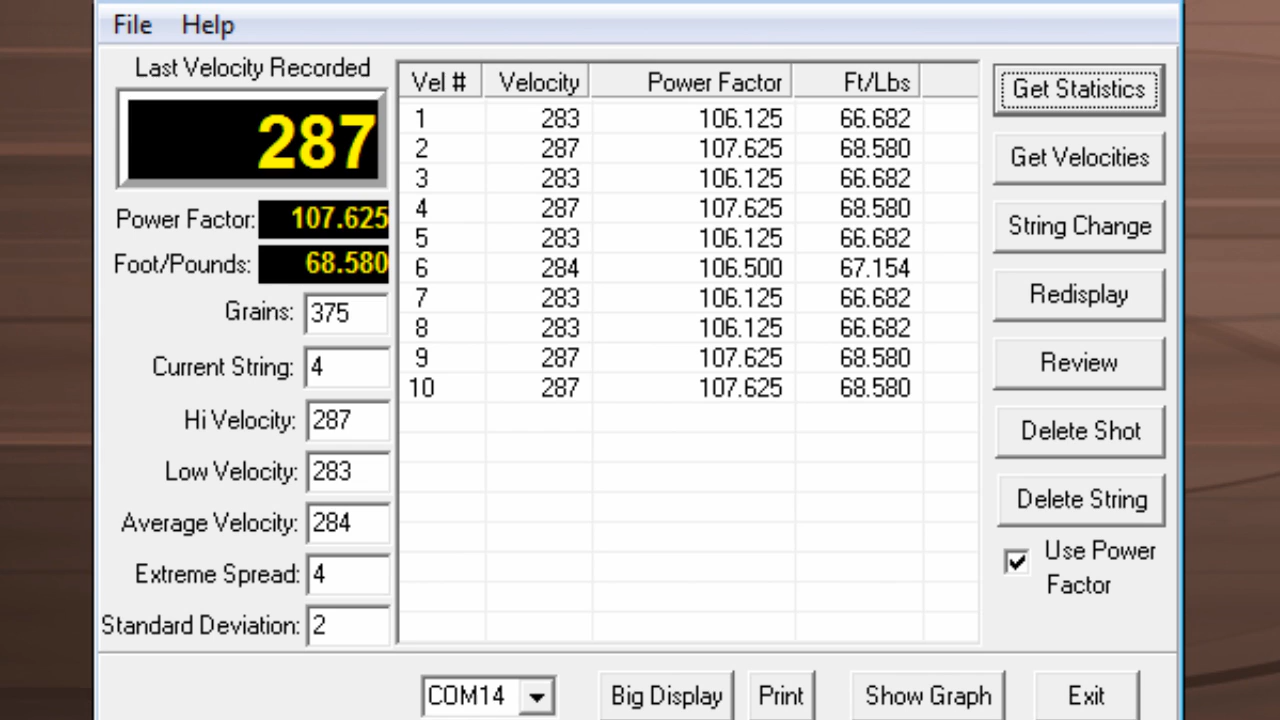 File Help
Last Velocity Recorded
287
Power Factor: 107.625
Foot/Pounds: 68.580
Grains: 375
Current String: 4
Hi Velocity: 287
Low Velocity: 283
Average Velocity: 284
Extreme Spread: 4
Standard Deviation: 2
Vel # Velocity Power Factor Ft/Lbs
1 283 106.125 66.682
2 287 107.625 68.580
3 283 106.125 66.682
4 287 107.625 68.580
5 283 106.125 66.682
6 284 106.500 67.154
7 283 106.125 66.682
8 283 106.125 66.682
9 287 107.625 68.580
10 287 107.625 68.580
Get Statistics
Get Velocities
String Change
Redisplay
Review
Delete Shot
Delete String
Use Power
Factor
COM14 Big Display Print Show Graph Exit